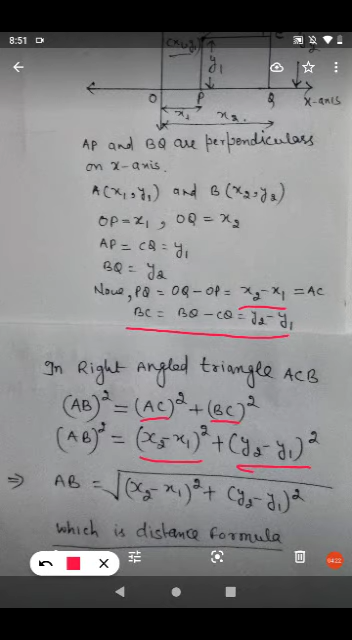 8:51
(x₁, y₁)
y₁
O P Q X-axis
x₁
x₂
AP and BQ are perpendiculars
on x-axis.
A(x₁, y₁) and B(x₂, y₂)
OP = x₁, OQ = x₂
AP = CQ = y₁
BQ = y₂
Now, PQ = OQ – OP = x₂ – x₁ = AC
BC = BQ – CQ = y₂ – y₁
In Right Angled triangle ACB
(AB)² = (AC)² + (BC)²
(AB)² = (x₂ – x₁)² + (y₂ – y₁)²
⇒ AB = √(x₂ – x₁)² + (y₂ – y₁)²
which is distance formula
04:22